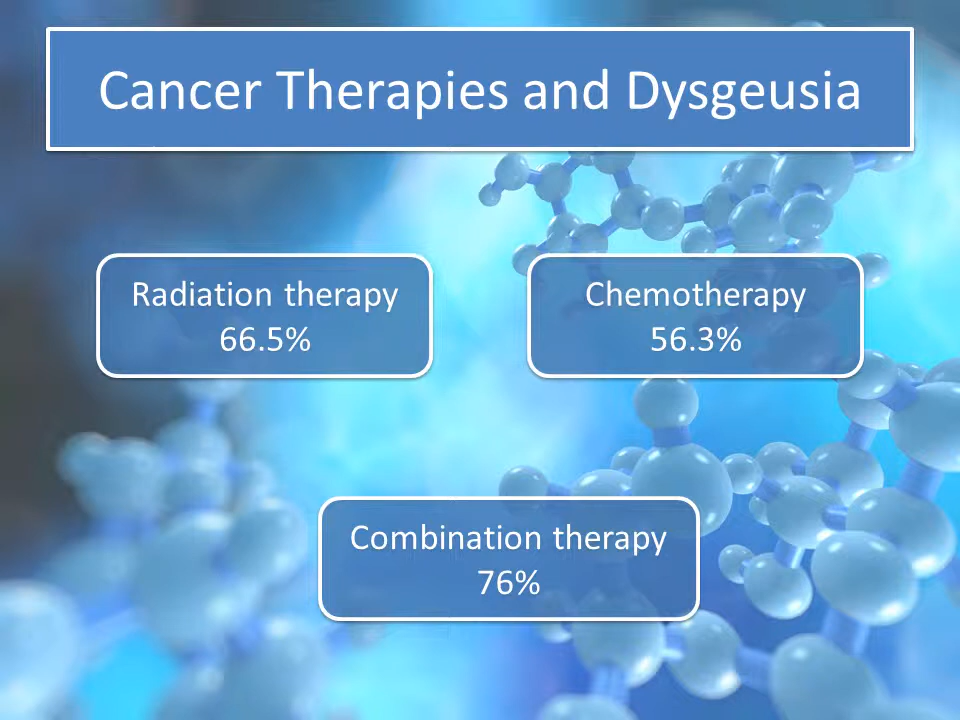 Cancer Therapies and Dysgeusia
Radiation therapy
66.5%
Chemotherapy
56.3%
Combination therapy
76%